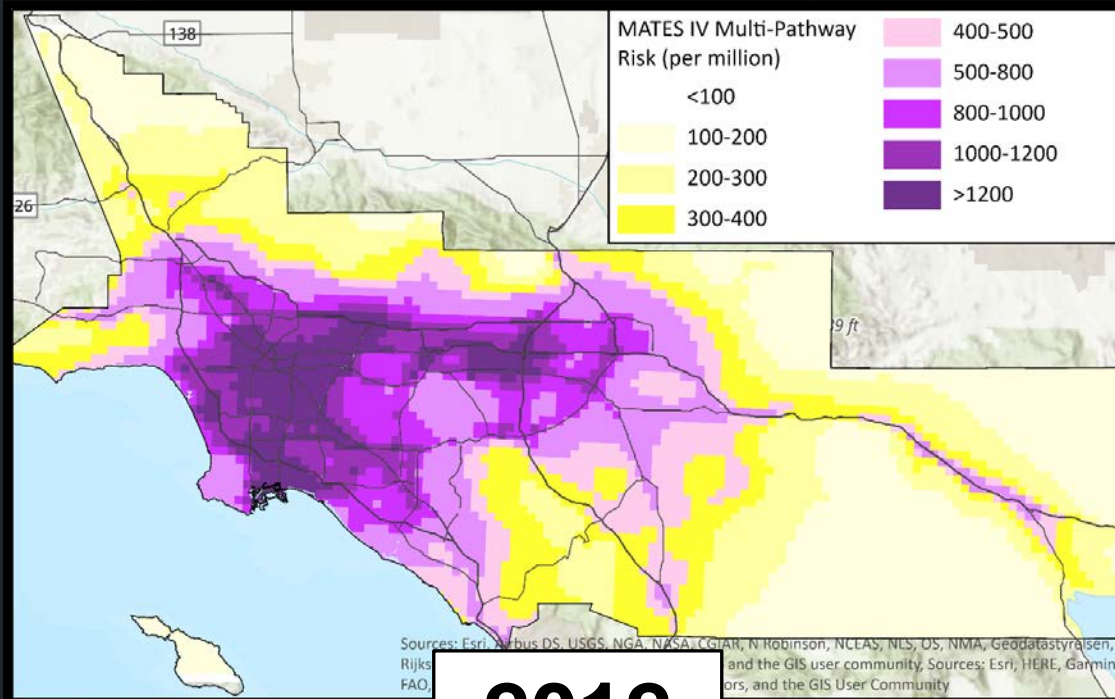 138
26
MATES IV Multi-Pathway
Risk (per million)
<100
100-200
200-300
300-400
400-500
500-800
800-1000
1000-1200
>1200
9 ft
Sources: Esri, Airbus DS, USGS, NGA, NASA, CGIAR, N Robinson, NCEAS, NLS, OS, NMA, Geodatastyrelsen,
Rijks and the GIS user community, Sources: Esri, HERE, Garmin
FAO, ors, and the GIS User Community